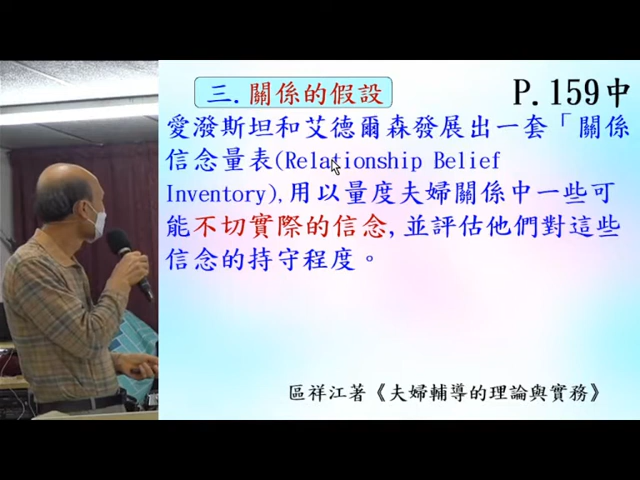 三.關係的假設
P.159中
愛潑斯坦和艾德爾森發展出一套「關係
信念量表(Relationship Belief
Inventory),用以量度夫婦關係中一些可
能不切實際的信念,並評估他們對這些
信念的持守程度。
區祥江著《夫婦輔導的理論與實務》